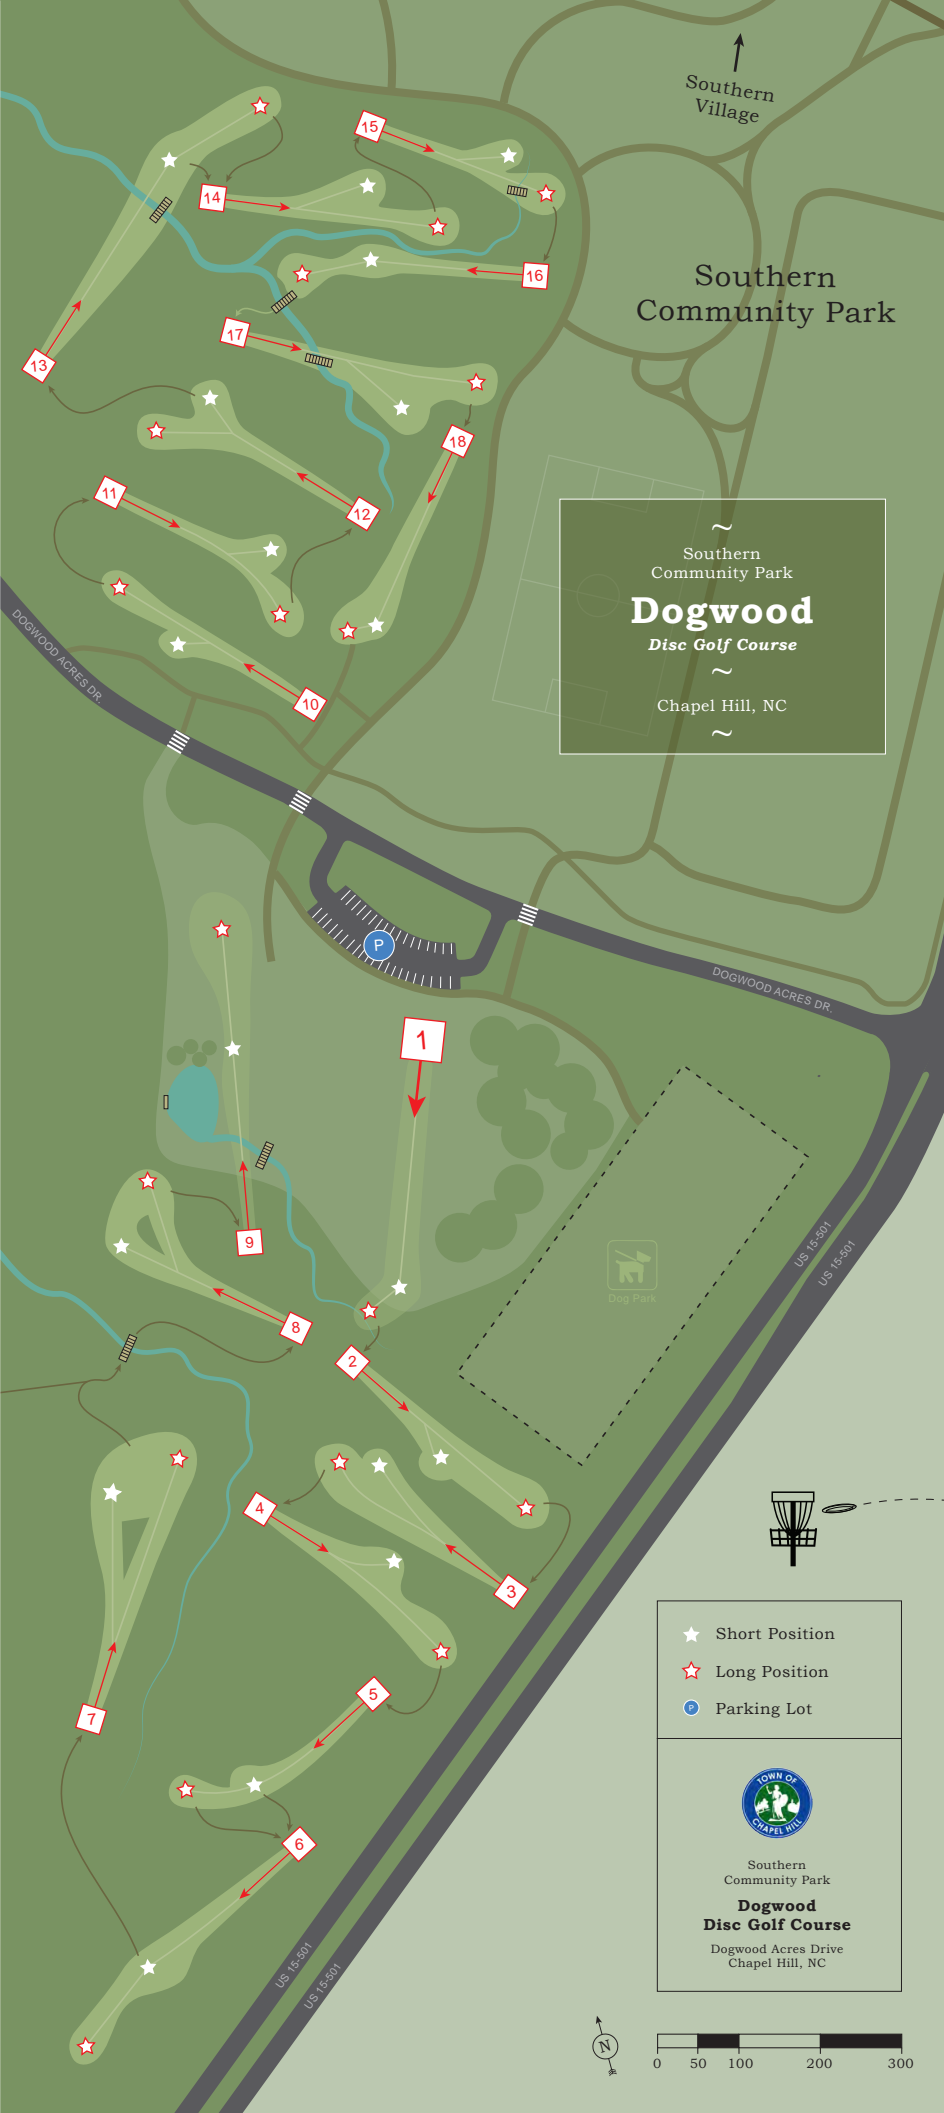 Southern
Village
15
14
16
Southern
Community Park
17
13
18
11
12
Southern
Community Park
Dogwood
Disc Golf Course
Chapel Hill, NC
DOGWOOD ACRES DR.
10
P
DOGWOOD ACRES DR.
1
9
US 15-501
US 15-501
Dog Park
8
2
4
3
5
7
6
Short Position
Long Position
P
Parking Lot
TOWN OF
CHAPEL HILL
Southern
Community Park
Dogwood
Disc Golf Course
Dogwood Acres Drive
Chapel Hill, NC
US 15-501
US 15-501
N
0 50 100 200 300